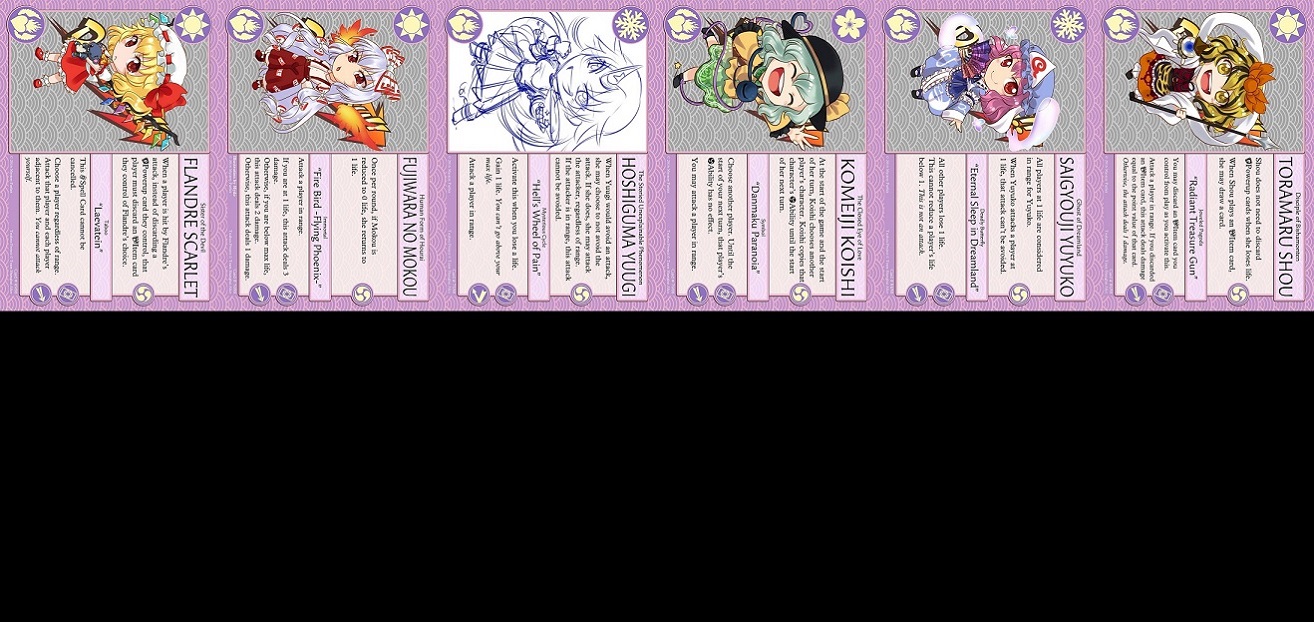 Sister of the Devil
FLANDRE SCARLET
When a player is hit by Flandre's
attack, instead of discarding a
Powerup card they control, that
player must discard an Item card
they control of Flandre's choice.
Taboo
"Laevatein"
This Spell Card cannot be
canceled.
Choose a player regardless of range.
Attack that player and each player
adjacent to them. You cannot attack
yourself.
Human Form of Hourai
FUJIWARA NO MOKOU
Once per round, if Mokou is
reduced to 0 life, she returns to
1 life.
Immortal
"Fire Bird -Flying Phoenix-"
Attack a player in range.
If you are at 1 life, this attack deals 3
damage.
Otherwise, if you are below max life,
this attack deals 2 damage.
Otherwise, this attack deals 1 damage.
The Storied Unexplainable Phenomenon
HOSHIGUMA YUUGI
When Yuugi would avoid an attack,
she may choose to not avoid the
attack. If she does, she may attack
the attacker, regardless of range.
If the attacker is in range, this attack
cannot be avoided.
"Hell's Wheel of Pain"
Activate this when you lose a life.
Gain 1 life. You can't go above your
max life.
Attack a player in range.
The Closed Eye of Love
KOMEIJI KOISHI
At the start of the game and the start
of her turn, Koishi chooses another
player's character. Koishi copies that
character's Ability until the start
of her next turn.
Symbol
"Danmaku Paranoia"
Choose another player. Until the
start of your next turn, that player's
Ability has no effect.
You may attack a player in range.
Ghost of Dreamland
SAIGYOUJI YUYUKO
All players at 1 life are considered
in range for Yuyuko.
When Yuyuko attacks a player at
1 life, that attack can't be avoided.
Deadly Butterfly
"Eternal Sleep in Dreamland"
All other players lose 1 life.
This cannot reduce a player's life
below 1. This is not an attack.
Disciple of Bishamonten
TORAMARU SHOU
Shou does not need to discard
Powerup cards when she loses life.
When Shou plays an Item card,
she may draw a card.
Jeweled Pagoda
"Radiant Treasure Gun"
You may discard an Item card you
control from play as you activate this.
Attack a player in range. If you discarded
an Item card, this attack deals damage
equal to the point value of that card.
Otherwise, the attack deals 1 damage.